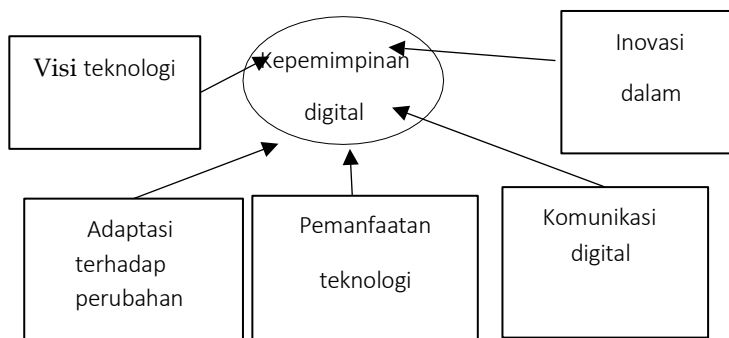 Visi teknologi
Kepemimpinan
digital
Inovasi
dalam
Adaptasi
terhadap
perubahan
Pemanfaatan
teknologi
Komunikasi
digital